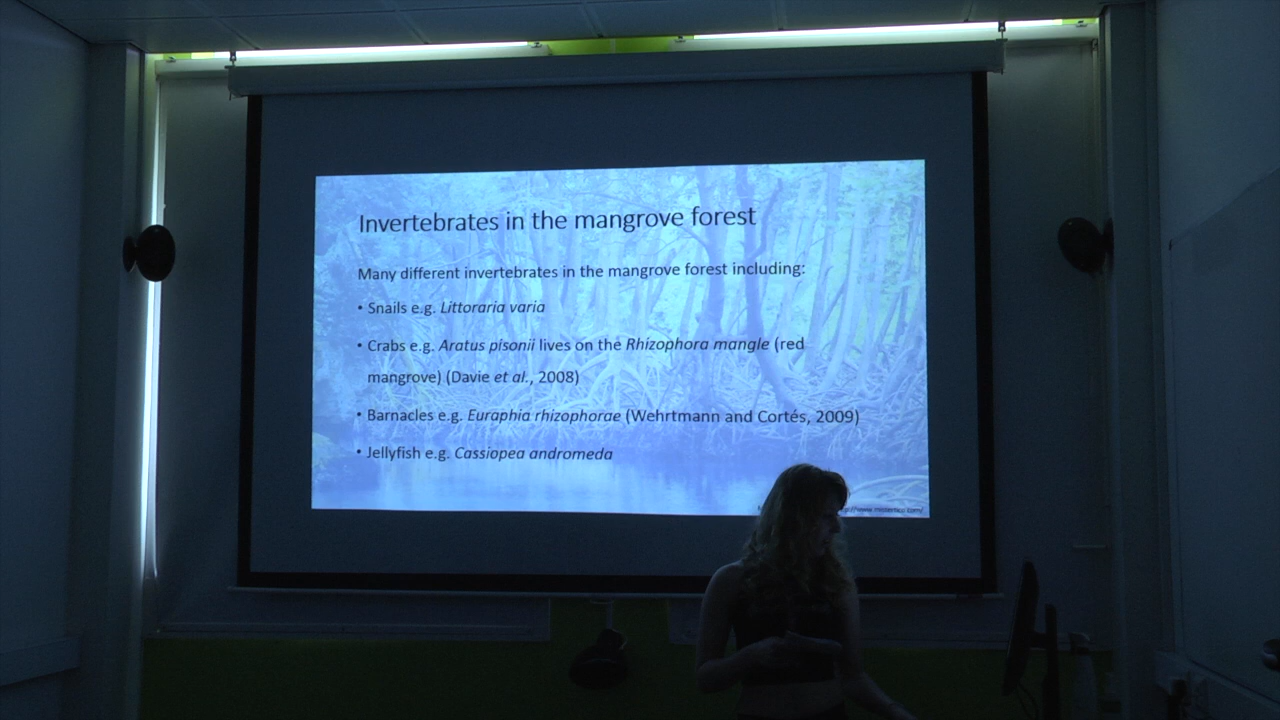 Invertebrates in the mangrove forest
Many different invertebrates in the mangrove forest including:
• Snails e.g. Littoraria varia
• Crabs e.g. Aratus pisonii lives on the Rhizophora mangle (red
mangrove) (Davie et al., 2008)
• Barnacles e.g. Euraphia rhizophorae (Wehrtmann and Cortés, 2009)
• Jellyfish e.g. Cassiopea andromeda